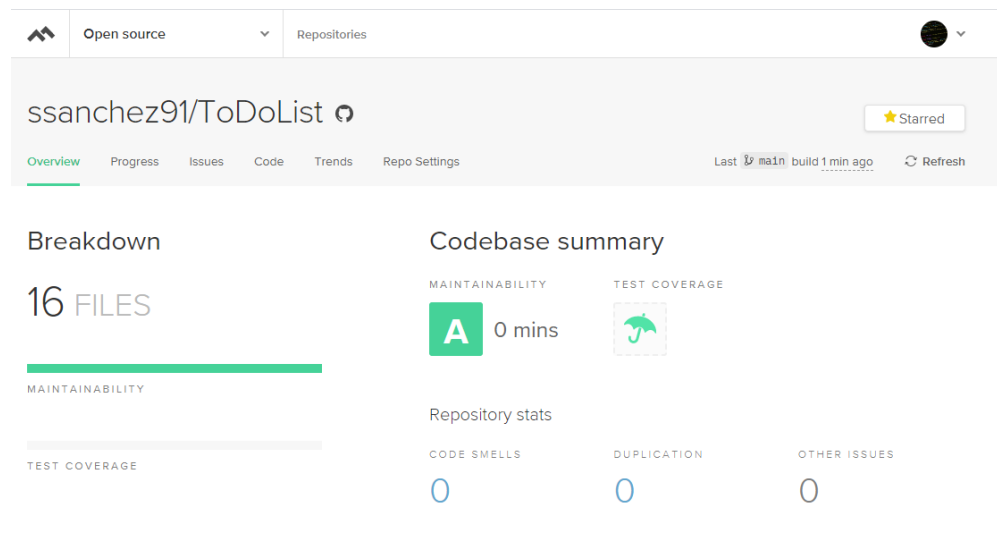 Open source
Repositories
ssanchez91/ToDoList
Starred
Overview Progress Issues Code Trends Repo Settings
Last main build 1 min ago Refresh
Breakdown
16 FILES
MAINTAINABILITY
TEST COVERAGE
Codebase summary
MAINTAINABILITY TEST COVERAGE
A 0 mins
Repository stats
CODE SMELLS DUPLICATION OTHER ISSUES
0 0 0